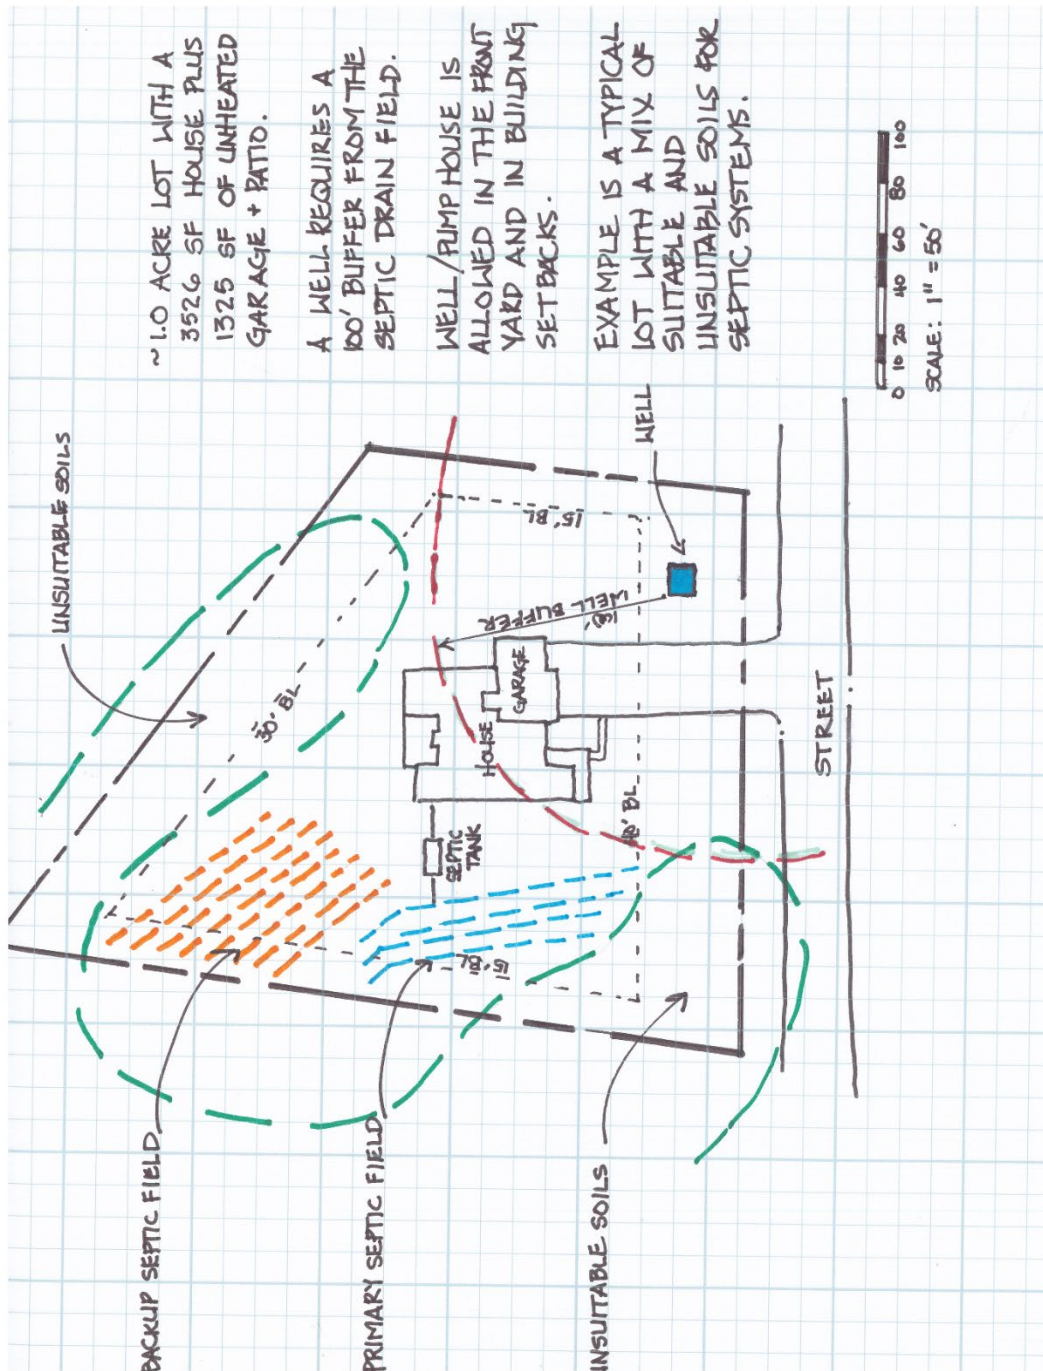 ~1.0 ACRE LOT WITH A
3526 SF HOUSE PLUS
1325 SF OF UNHEATED
GARAGE + PATIO.
A WELL REQUIRES A
100' BUFFER FROM THE
SEPTIC DRAIN FIELD.
WELL/PUMPHOUSE IS
ALLOWED IN THE FRONT
YARD AND IN BUILDING
SETBACKS.
EXAMPLE IS A TYPICAL
LOT WITH A MIX OF
SUITABLE AND
UNSUITABLE SOILS FOR
SEPTIC SYSTEMS.
0 10 20 40 60 80 100
SCALE: 1" = 50'
UNSUITABLE SOILS
30' BL
15' BL
WELL
100'
WELL BUFFER
GARAGE
HOUSE
40' BL
SEPTIC
TANK
15' BL
STREET
BACKUP SEPTIC FIELD
PRIMARY SEPTIC FIELD
UNSUITABLE SOILS